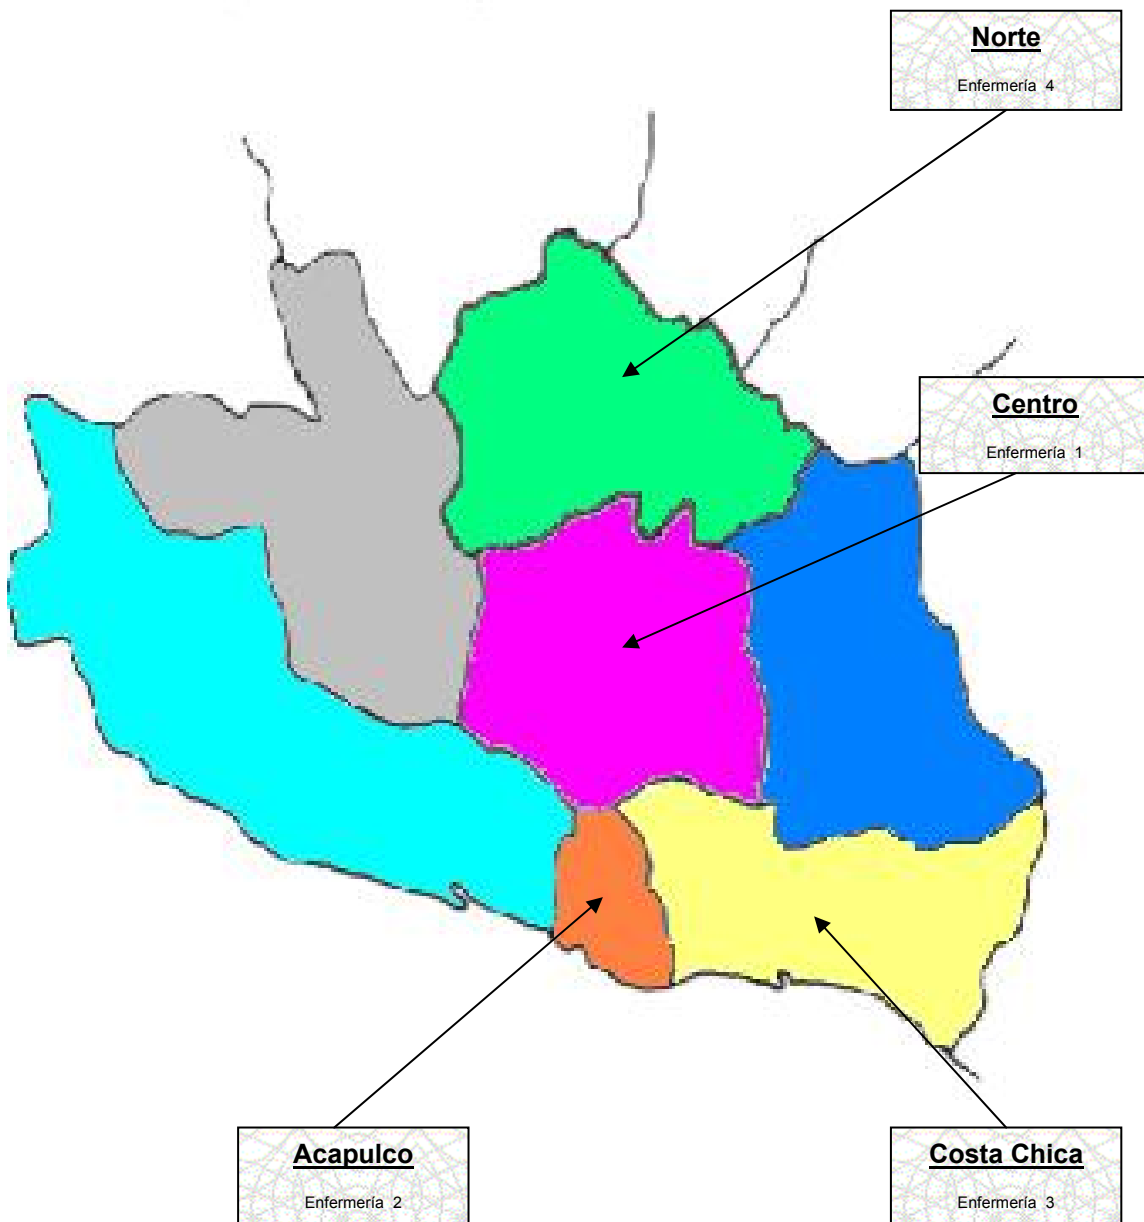 Norte
Enfermería 4
Centro
Enfermería 1
Acapulco
Enfermería 2
Costa Chica
Enfermería 3